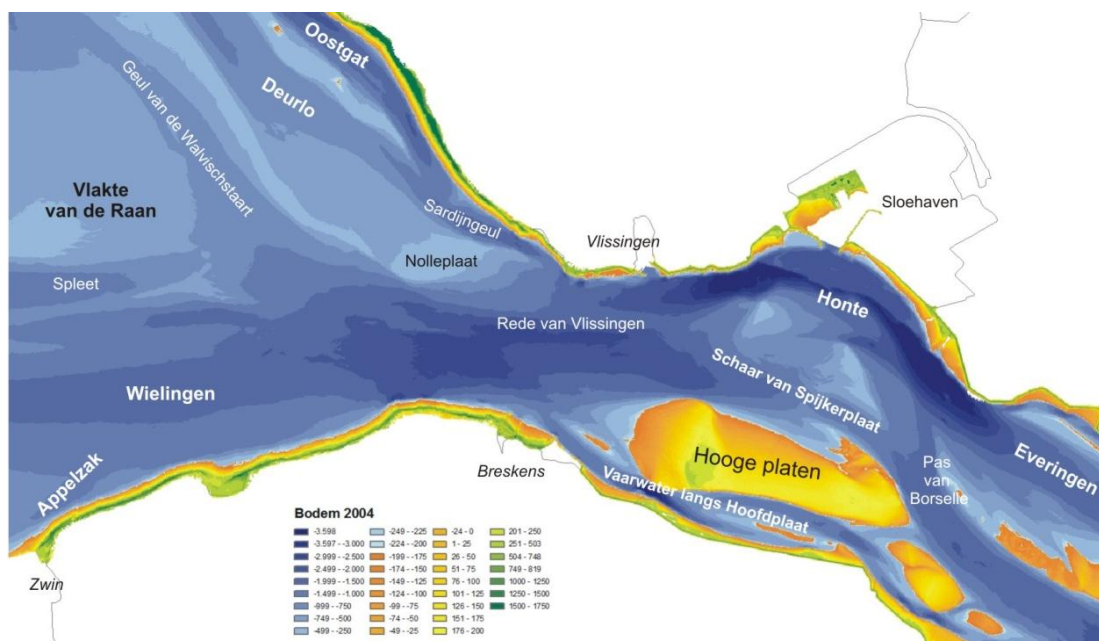 Oostgat
Deurlo
Geul van de Walvischstaart
Vlakte
van de Raan
Sardijngeul
Sloehaven
Vlissingen
Nolleplaat
Spleet
Honte
Rede van Vlissingen
Schaar van Spijkerplaat
Wielingen
Hooge platen
Everingen
Breskens
Pas
van
Borselle
Vaarwater langs Hoofdplaat
Appelzak
Zwin
Bodem 2004
-3.598
-3.597 - -3.000
-2.999 - -2.500
-2.499 - -2.000
-1.999 - -1.500
-1.499 - -1.000
-999 - -750
-749 - -500
-499 - -250
-249 - -225
-224 - -200
-199 - -175
-174 - -150
-149 - -125
-124 - -100
-99 - -75
-74 - -50
-49 - -25
-24 - 0
1 - 25
26 - 50
51 - 75
76 - 100
101 - 125
126 - 150
151 - 175
176 - 200
201 - 250
251 - 503
504 - 748
749 - 819
1000 - 1250
1250 - 1500
1500 - 1750